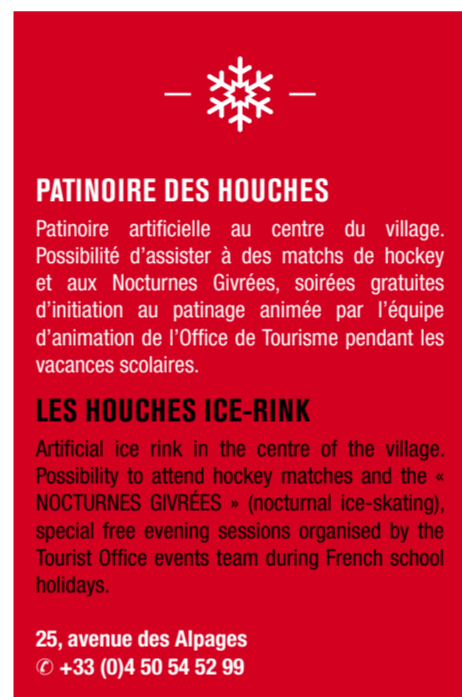 PATINOIRE DES HOUCHES
Patinoire artificielle au centre du village.
Possibilité d'assister à des matchs de hockey
et aux Nocturnes Givrées, soirées gratuites
d'initiation au patinage animée par l'équipe
d'animation de l'Office de Tourisme pendant les
vacances scolaires.
LES HOUCHES ICE-RINK
Artificial ice rink in the centre of the village.
Possibility to attend hockey matches and the «
NOCTURNES GIVRÉES » (nocturnal ice-skating),
special free evening sessions organised by the
Tourist Office events team during French school
holidays.
25, avenue des Alpages
✆ +33 (0)4 50 54 52 99